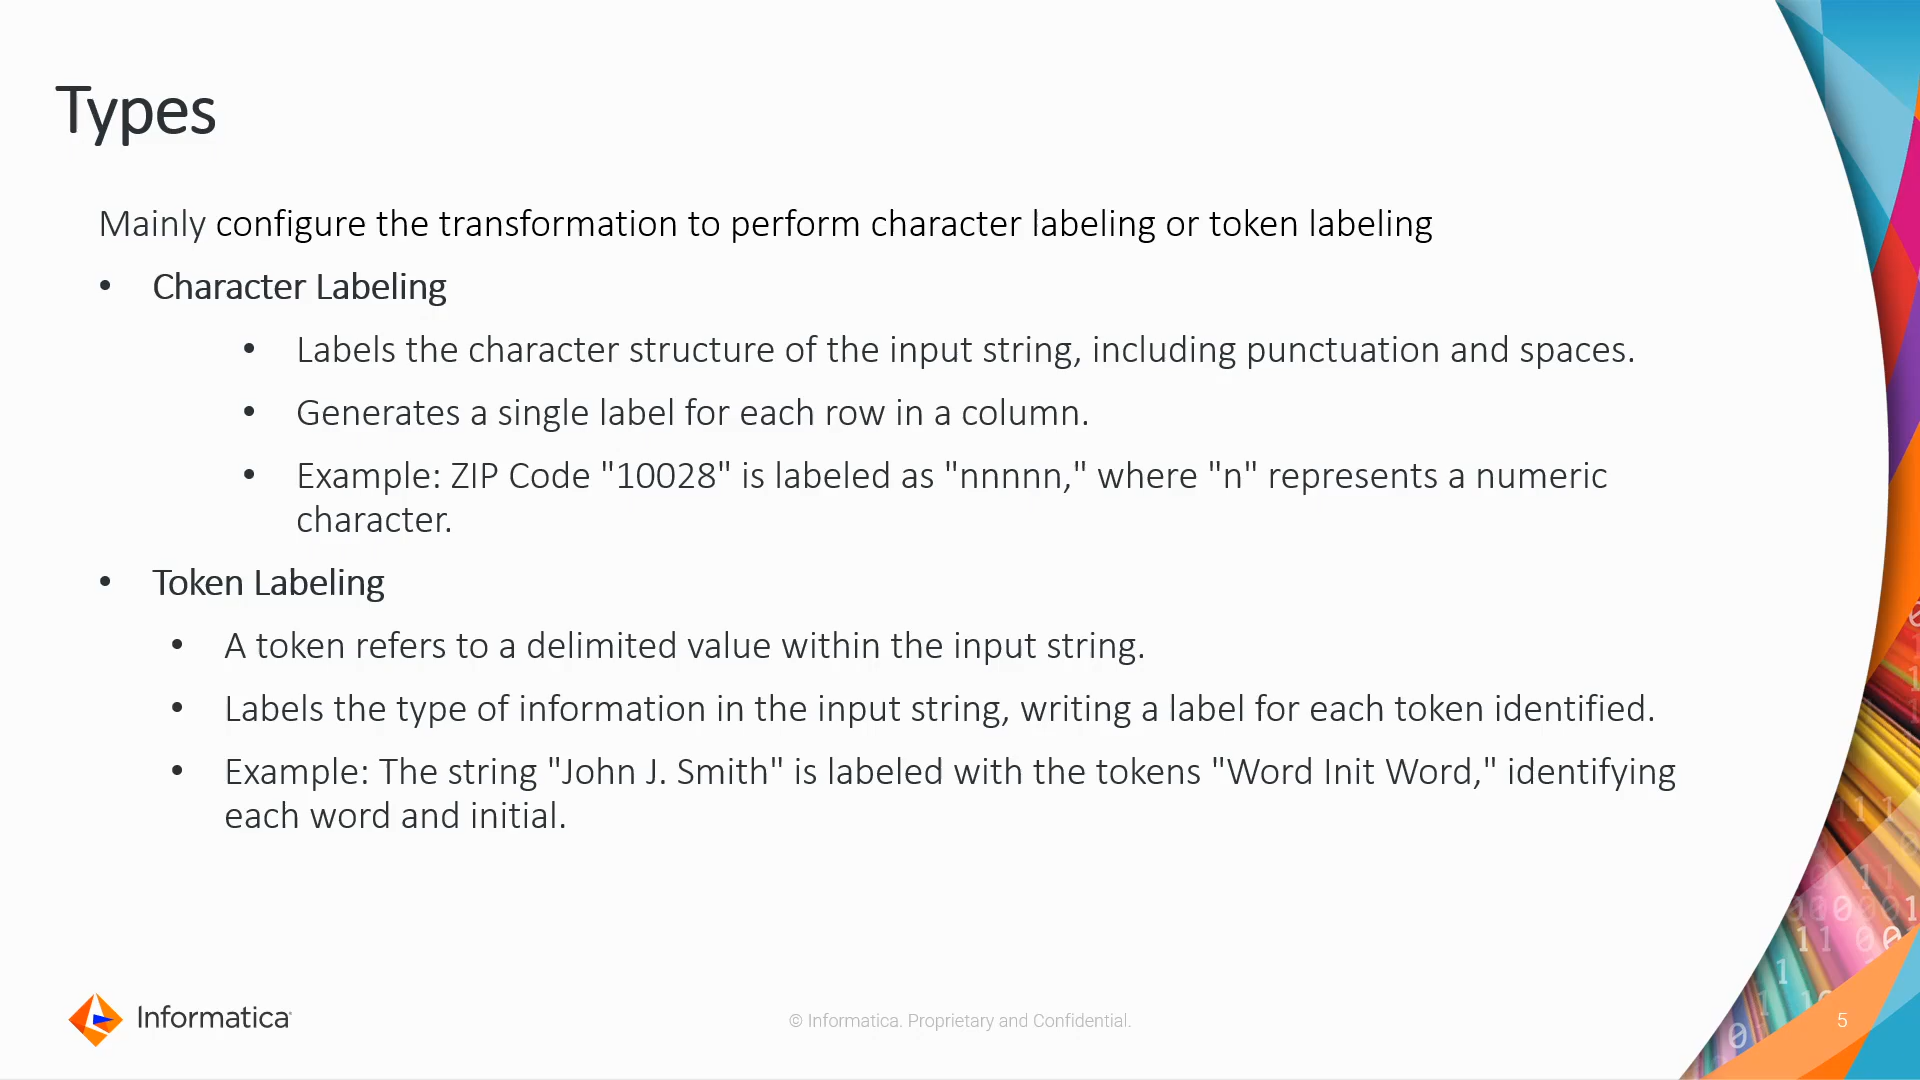 Types
Mainly configure the transformation to perform character labeling or token labeling
• Character Labeling
• Labels the character structure of the input string, including punctuation and spaces.
• Generates a single label for each row in a column.
• Example: ZIP Code "10028" is labeled as "nnnnn," where "n" represents a numeric
character.
• Token Labeling
• A token refers to a delimited value within the input string.
• Labels the type of information in the input string, writing a label for each token identified.
• Example: The string "John J. Smith" is labeled with the tokens "Word Init Word," identifying
each word and initial.
Informatica
© Informatica. Proprietary and Confidential.
5